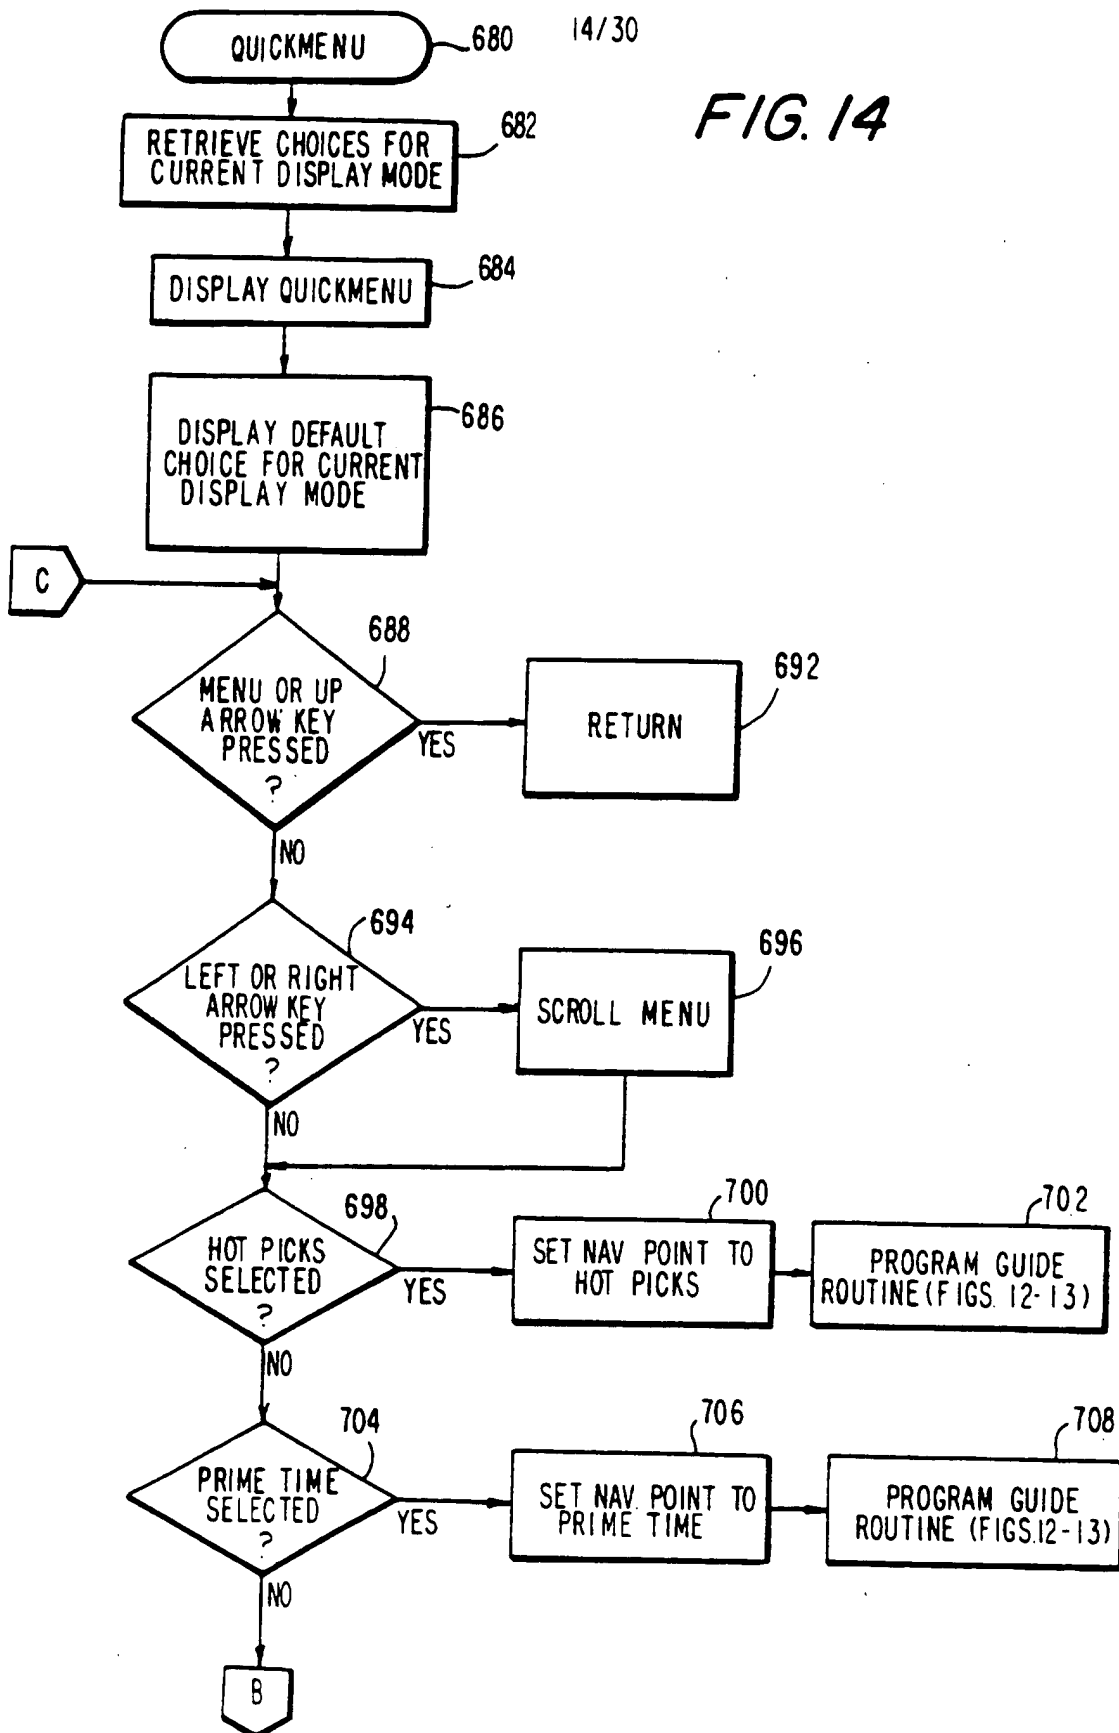 14/30
FIG. 14
QUICKMENU
680
RETRIEVE CHOICES FOR
CURRENT DISPLAY MODE
682
DISPLAY QUICKMENU
684
DISPLAY DEFAULT
CHOICE FOR CURRENT
DISPLAY MODE
686
C
MENU OR UP
ARROW KEY
PRESSED
?
688
YES
RETURN
692
NO
LEFT OR RIGHT
ARROW KEY
PRESSED
?
694
YES
SCROLL MENU
696
NO
HOT PICKS
SELECTED
?
698
YES
SET NAV POINT TO
HOT PICKS
700
PROGRAM GUIDE
ROUTINE (FIGS. 12-13)
702
NO
PRIME TIME
SELECTED
?
704
YES
SET NAV. POINT TO
PRIME TIME
706
PROGRAM GUIDE
ROUTINE (FIGS.12-13)
708
NO
B